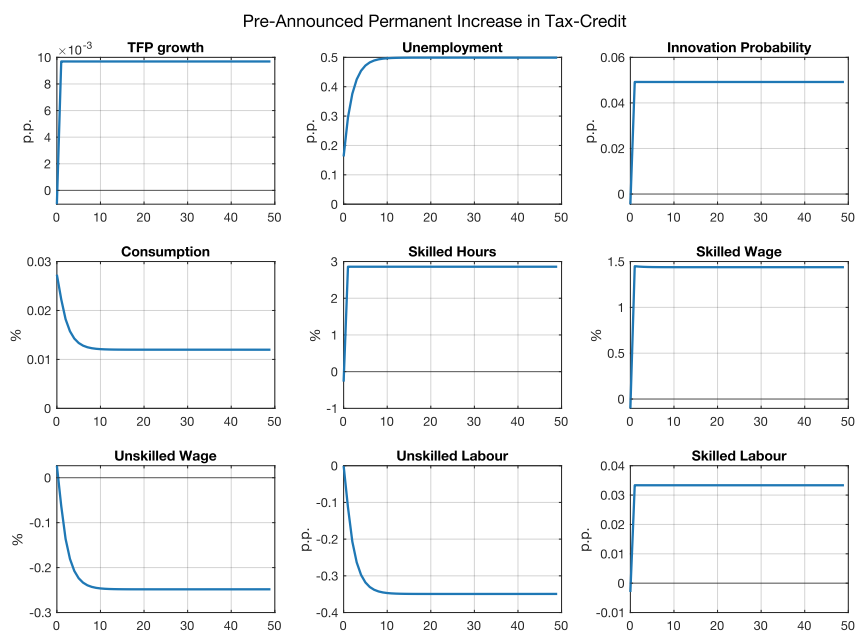 Pre-Announced Permanent Increase in Tax-Credit
TFP growth
×10⁻³
p.p.
10
8
6
4
2
0
0 10 20 30 40 50
Unemployment
p.p.
0.5
0.4
0.3
0.2
0.1
0
0 10 20 30 40 50
Innovation Probability
p.p.
0.06
0.04
0.02
0
0 10 20 30 40 50
Consumption
%
0.03
0.02
0.01
0
0 10 20 30 40 50
Skilled Hours
%
3
2
1
0
-1
0 10 20 30 40 50
Skilled Wage
%
1.5
1
0.5
0
0 10 20 30 40 50
Unskilled Wage
%
0
-0.1
-0.2
-0.3
0 10 20 30 40 50
Unskilled Labour
p.p.
0
-0.1
-0.2
-0.3
-0.4
0 10 20 30 40 50
Skilled Labour
p.p.
0.04
0.03
0.02
0.01
0
-0.01
0 10 20 30 40 50